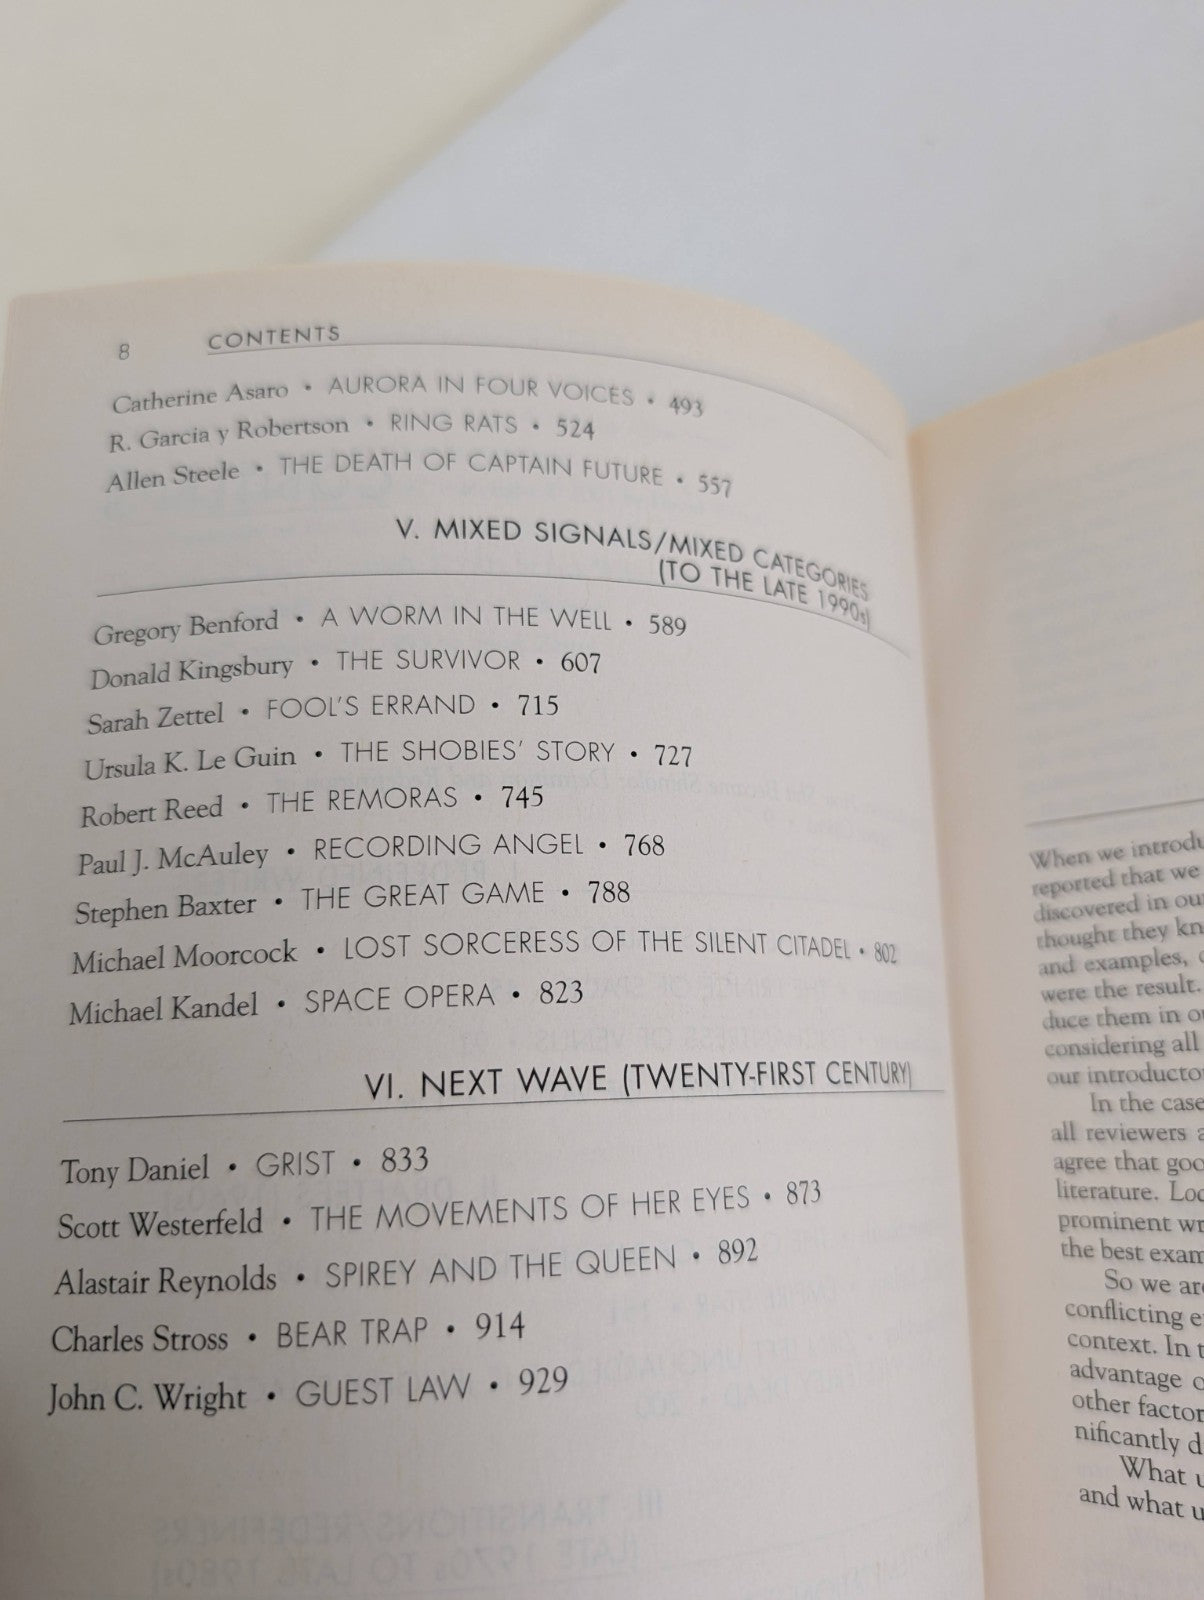 8 CONTENTS
Catherine Asaro • AURORA IN FOUR VOICES • 493
R. Garcia y Robertson • RING RATS • 524
Allen Steele • THE DEATH OF CAPTAIN FUTURE • 557
V. MIXED SIGNALS/MIXED CATEGORIES
(TO THE LATE 1990s)
Gregory Benford • A WORM IN THE WELL • 589
Donald Kingsbury • THE SURVIVOR • 607
Sarah Zettel • FOOL'S ERRAND • 715
Ursula K. Le Guin • THE SHOBIES' STORY • 727
Robert Reed • THE REMORAS • 745
Paul J. McAuley • RECORDING ANGEL • 768
Stephen Baxter • THE GREAT GAME • 788
Michael Moorcock • LOST SORCERESS OF THE SILENT CITADEL • 802
Michael Kandel • SPACE OPERA • 823
VI. NEXT WAVE (TWENTY-FIRST CENTURY)
Tony Daniel • GRIST • 833
Scott Westerfeld • THE MOVEMENTS OF HER EYES • 873
Alastair Reynolds • SPIREY AND THE QUEEN • 892
Charles Stross • BEAR TRAP • 914
John C. Wright • GUEST LAW • 929
When we introdu
reported that we
discovered in our
thought they kn
and examples,
were the result.
duce them in o
considering all
our introducto
In the case
all reviewers a
agree that goo
literature. Loc
prominent wr
the best exam
So we are
conflicting e
context. In t
advantage o
other factor
nificantly d
What u
and what u